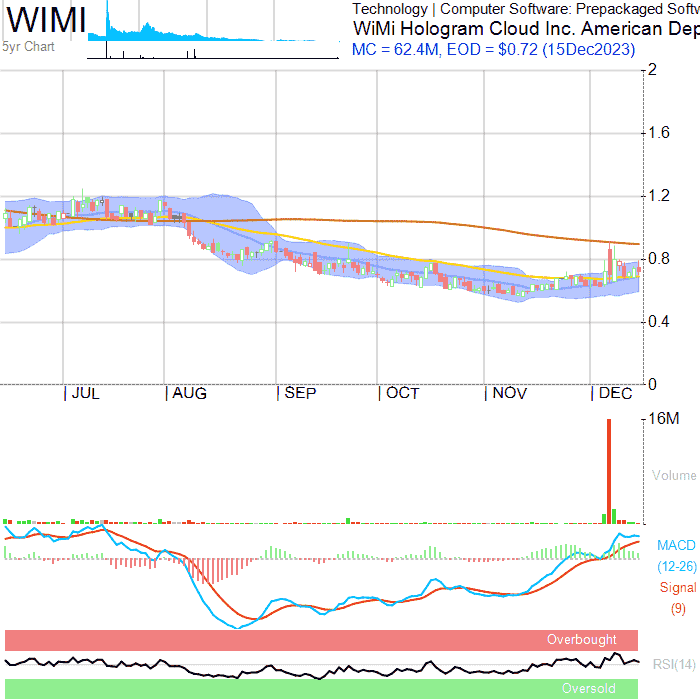 WIMI
5yr Chart
Technology | Computer Software: Prepackaged Softw
WiMi Hologram Cloud Inc. American Dep
MC = 62.4M, EOD = $0.72 (15Dec2023)
2
1.6
1.2
0.8
0.4
0
JUL AUG SEP OCT NOV DEC
16M
Volume
MACD
(12-26)
Signal
(9)
Overbought
RSI(14)
Oversold